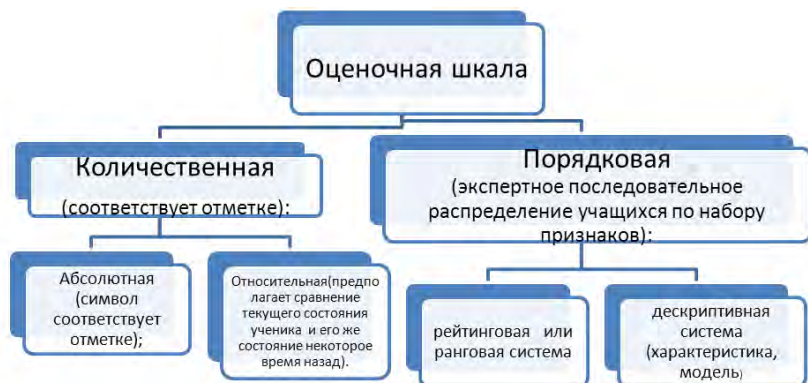 Оценочная шкала
Количественная
(соответствует отметке):
Порядковая
(экспертное последовательное
распределение учащихся по набору
признаков):
Абсолютная
(символ
соответствует
отметке);
Относительная(предпо
лагает сравнение
текущего состояния
ученика и его же
состояние некоторое
время назад).
рейтинговая или
ранговая система
дескриптивная
система
(характеристика,
модель)